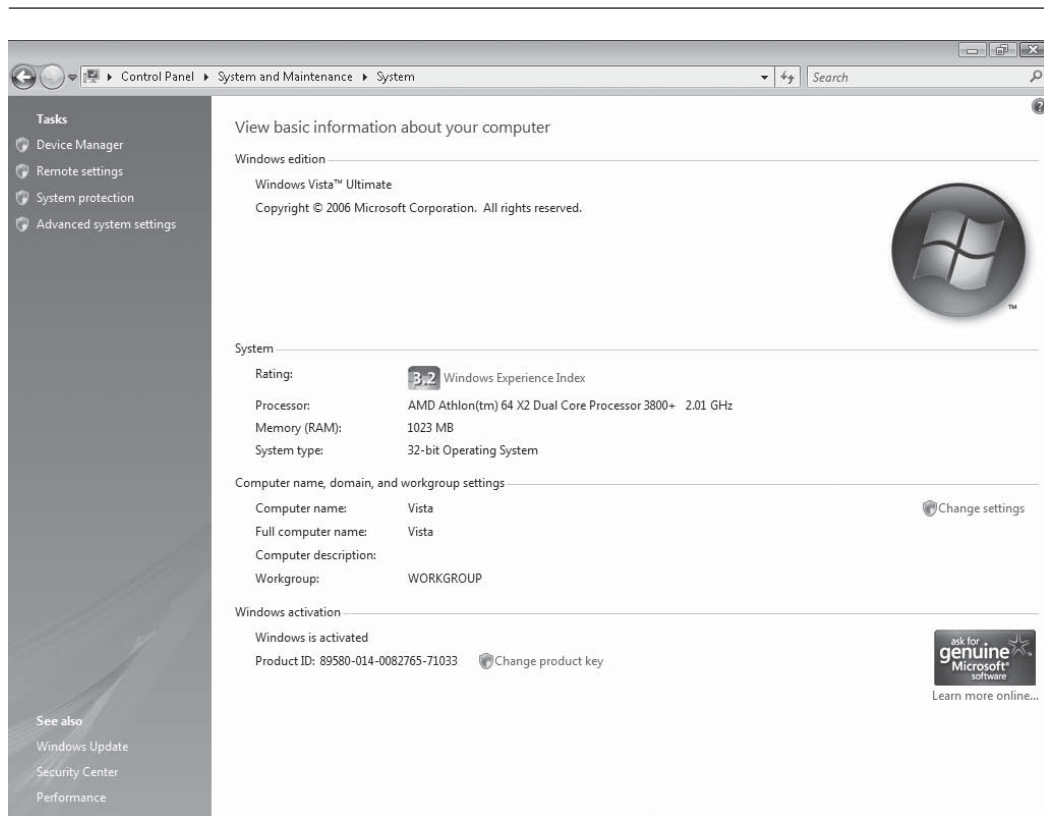 Control Panel ▸ System and Maintenance ▸ System
Search
Tasks
Device Manager
Remote settings
System protection
Advanced system settings
See also
Windows Update
Security Center
Performance
View basic information about your computer
Windows edition
Windows Vista™ Ultimate
Copyright © 2006 Microsoft Corporation. All rights reserved.
TM
System
Rating: 3.2 Windows Experience Index
Processor: AMD Athlon(tm) 64 X2 Dual Core Processor 3800+ 2.01 GHz
Memory (RAM): 1023 MB
System type: 32-bit Operating System
Computer name, domain, and workgroup settings
Computer name: Vista
Change settings
Full computer name: Vista
Computer description:
Workgroup: WORKGROUP
Windows activation
Windows is activated
Product ID: 89580-014-0082765-71033 Change product key
ask for
genuine
Microsoft®
software
Learn more online...